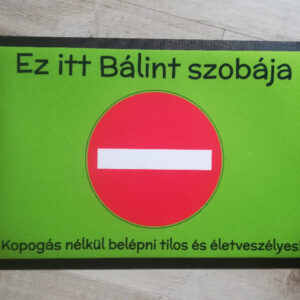 Ez itt Bálint szobája
Kopogás nélkül belépni tilos és életveszélyes!